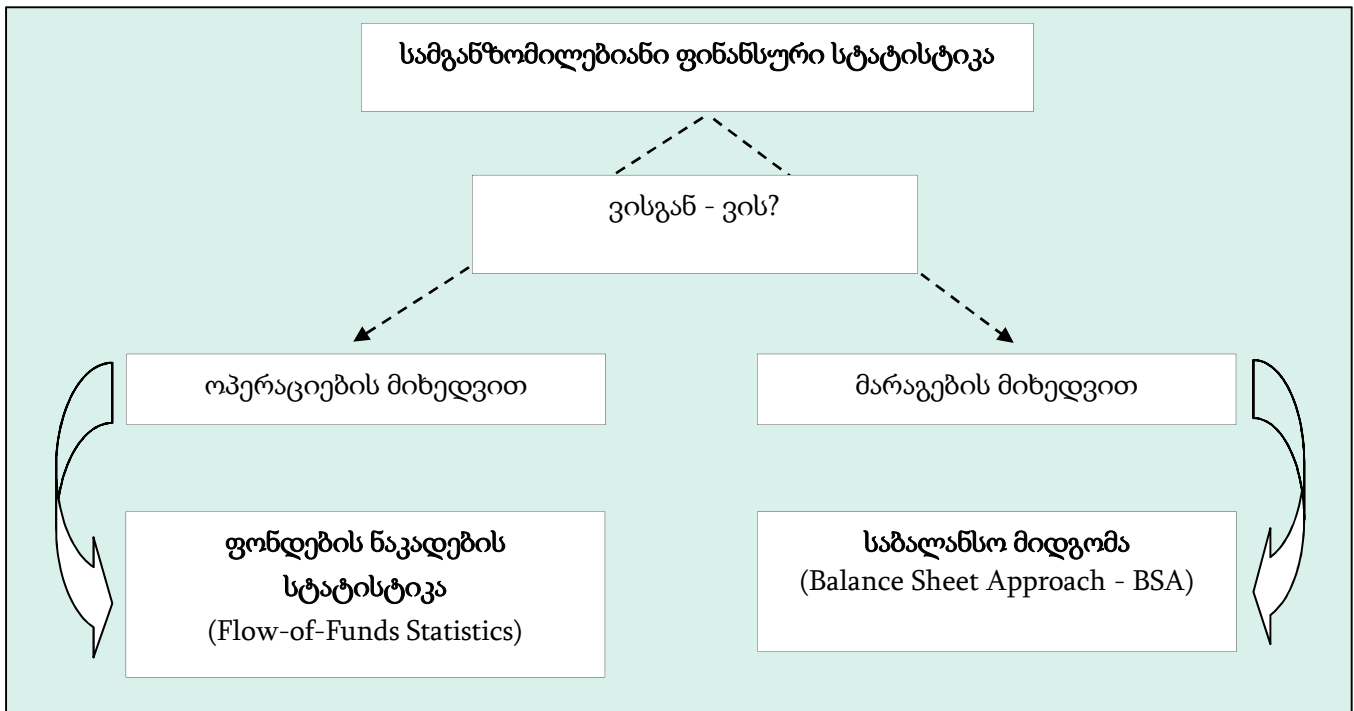 სამგანზომილებიანი ფინანსური სტატისტიკა
ვისგან - ვის?
ოპერაციების მიხედვით
მარაგების მიხედვით
ფონდების ნაკადების
სტატისტიკა
(Flow-of-Funds Statistics)
საბალანსო მიდგომა
(Balance Sheet Approach - BSA)